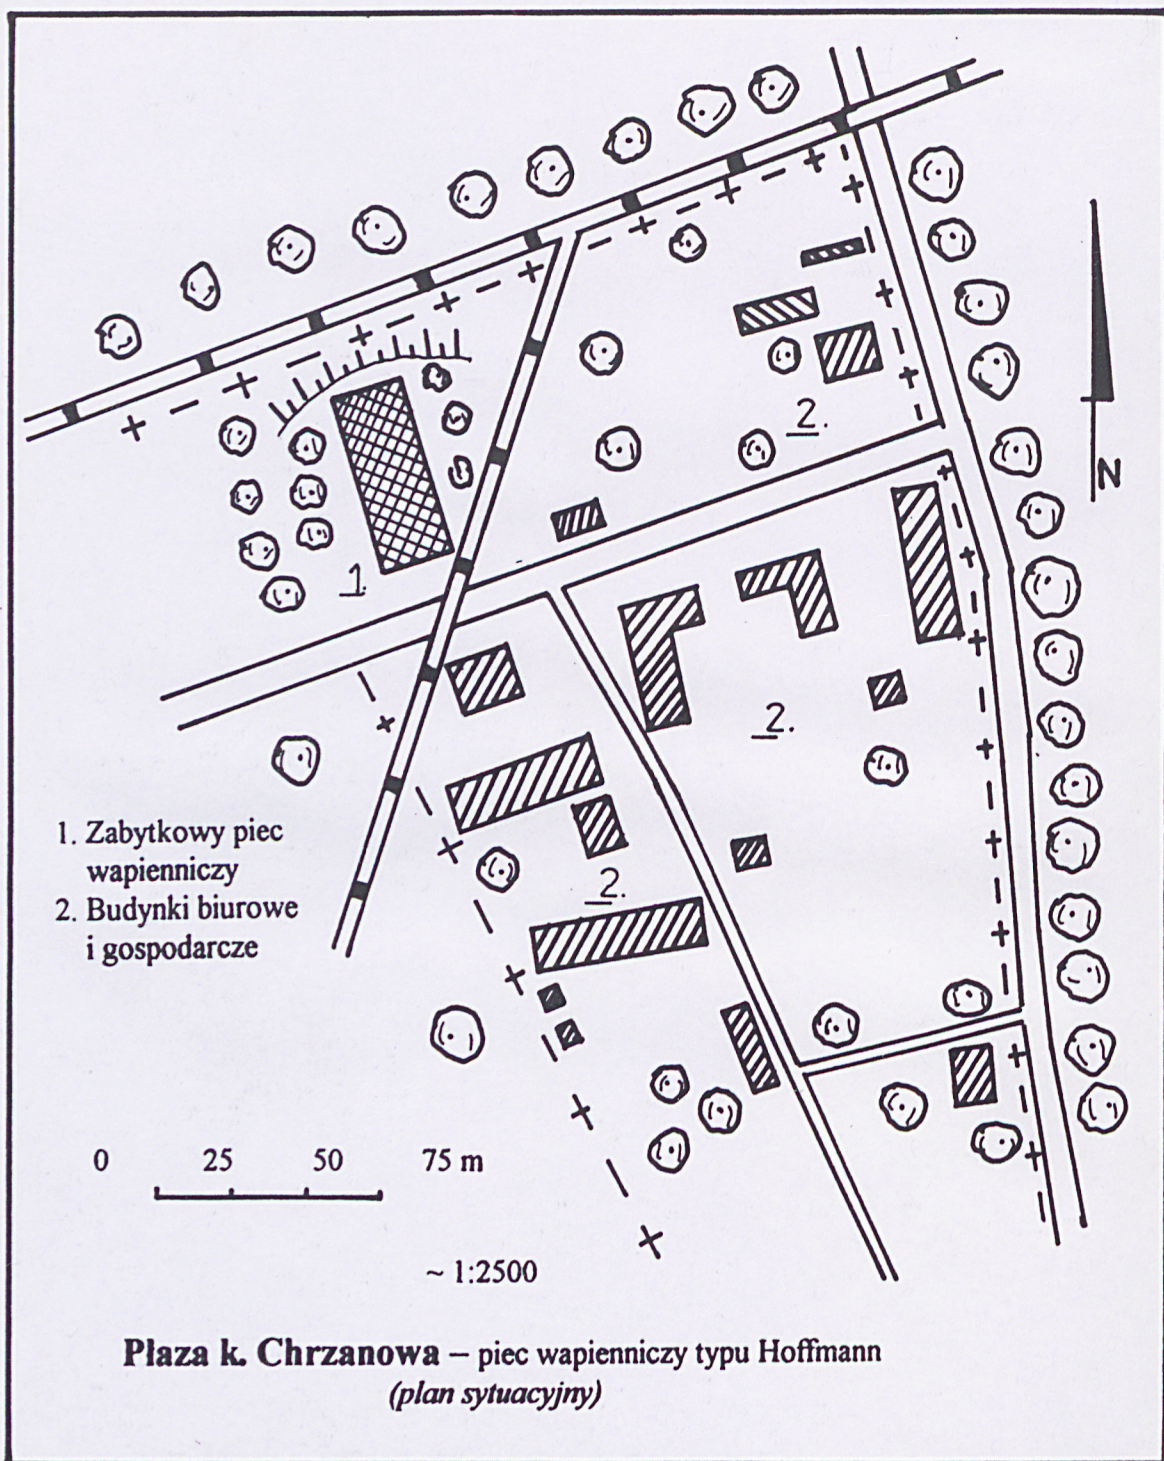 N
2.
1.
2.
2.
1. Zabytkowy piec
wapienniczy
2. Budynki biurowe
i gospodarcze
0 25 50 75 m
~ 1:2500
Płaza k. Chrzanowa – piec wapienniczy typu Hoffmann
(plan sytuacyjny)